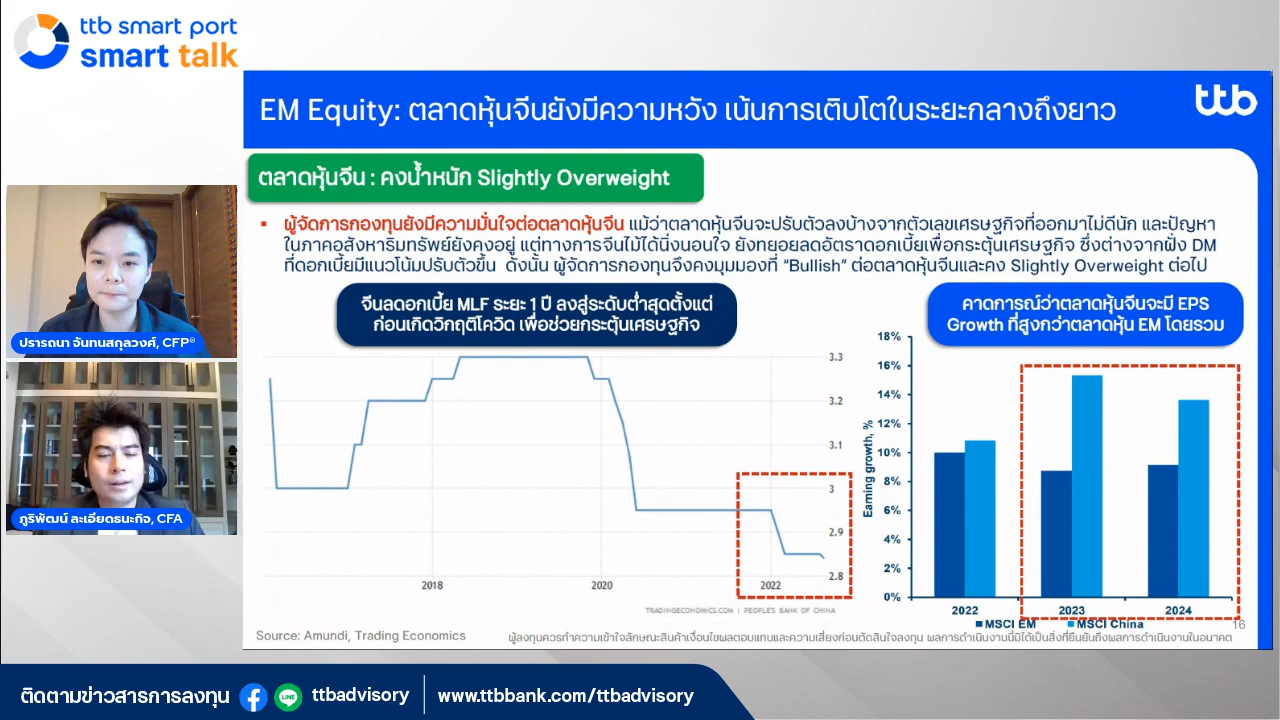 ttb smart port
smart talk
ttb
EM Equity: ตลาดหุ้นจีนยังมีความหวัง เน้นการเติบโตในระยะกลางถึงยาว
ตลาดหุ้นจีน : คงน้ำหนัก Slightly Overweight
▪ ผู้จัดการกองทุนยังมีความมั่นใจต่อตลาดหุ้นจีน แม้ว่าตลาดหุ้นจีนจะปรับตัวลงบ้างจากตัวเลขเศรษฐกิจที่ออกมาไม่ดีนัก และปัญหา
ในภาคอสังหาริมทรัพย์ยังคงอยู่ แต่ทางการจีนไม้ได้นิ่งนอนใจ ยังทยอยลดอัตราดอกเบี้ยเพื่อกระตุ้นเศรษฐกิจ ซึ่งต่างจากฝั่ง DM
ที่ดอกเบี้ยมีแนวโน้มปรับตัวขึ้น ดังนั้น ผู้จัดการกองทุนจึงคงมุมมองที่ “Bullish” ต่อตลาดหุ้นจีนและคง Slightly Overweight ต่อไป
จีนลดอกเบี้ย MLF ระยะ 1 ปี ลงสู่ระดับต่ำสุดตั้งแต่
ก่อนเกิดวิกฤติโควิด เพื่อช่วยกระตุ้นเศรษฐกิจ
3.3
3.2
3.1
3
2.9
2.8
2018
2020
2022
TRADINGECONOMICS.COM | PEOPLE'S BANK OF CHINA
คาดการณ์ว่าตลาดหุ้นจีนจะมี EPS
Growth ที่สูงกว่าตลาดหุ้น EM โดยรวม
18%
16%
14%
12%
10%
8%
6%
4%
2%
0%
Earning growth, %
2022
2023
2024
MSCI EM
MSCI China
16
Source: Amundi, Trading Economics
ผู้ลงทุนควรทำความเข้าใจลักษณะสินค้าเงื่อนไขผลตอบแทนและความเสี่ยงก่อนตัดสินใจลงทุน ผลการดำเนินงานนี้มิได้เป็นสิ่งที่ยืนยันถึงผลการดำเนินงานในอนาคต
ปรารถนา จันทนสกุลวงศ์, CFP®
ภูริพัฒน์ ละเอียดธนะกิจ, CFA
ติดตามข่าวสารการลงทุน
LINE
ttbadvisory
www.ttbbank.com/ttbadvisory